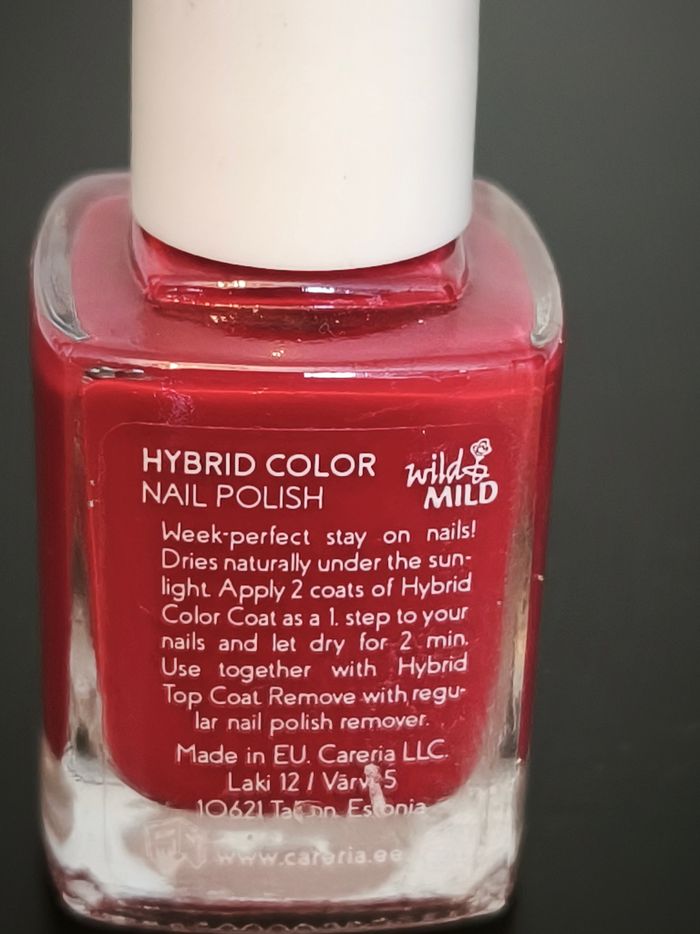 HYBRID COLOR
NAIL POLISH
wild&
MILD
Week-perfect stay on nails!
Dries naturally under the sun-
light. Apply 2 coats of Hybrid
Color Coat as a 1. step to your
nails and let dry for 2 min.
Use together with Hybrid
Top Coat. Remove with regu-
lar nail polish remover.
Made in EU. Careria LLC.
Laki 12 / Värvi 5
10621 Estonia
www.careria.ee